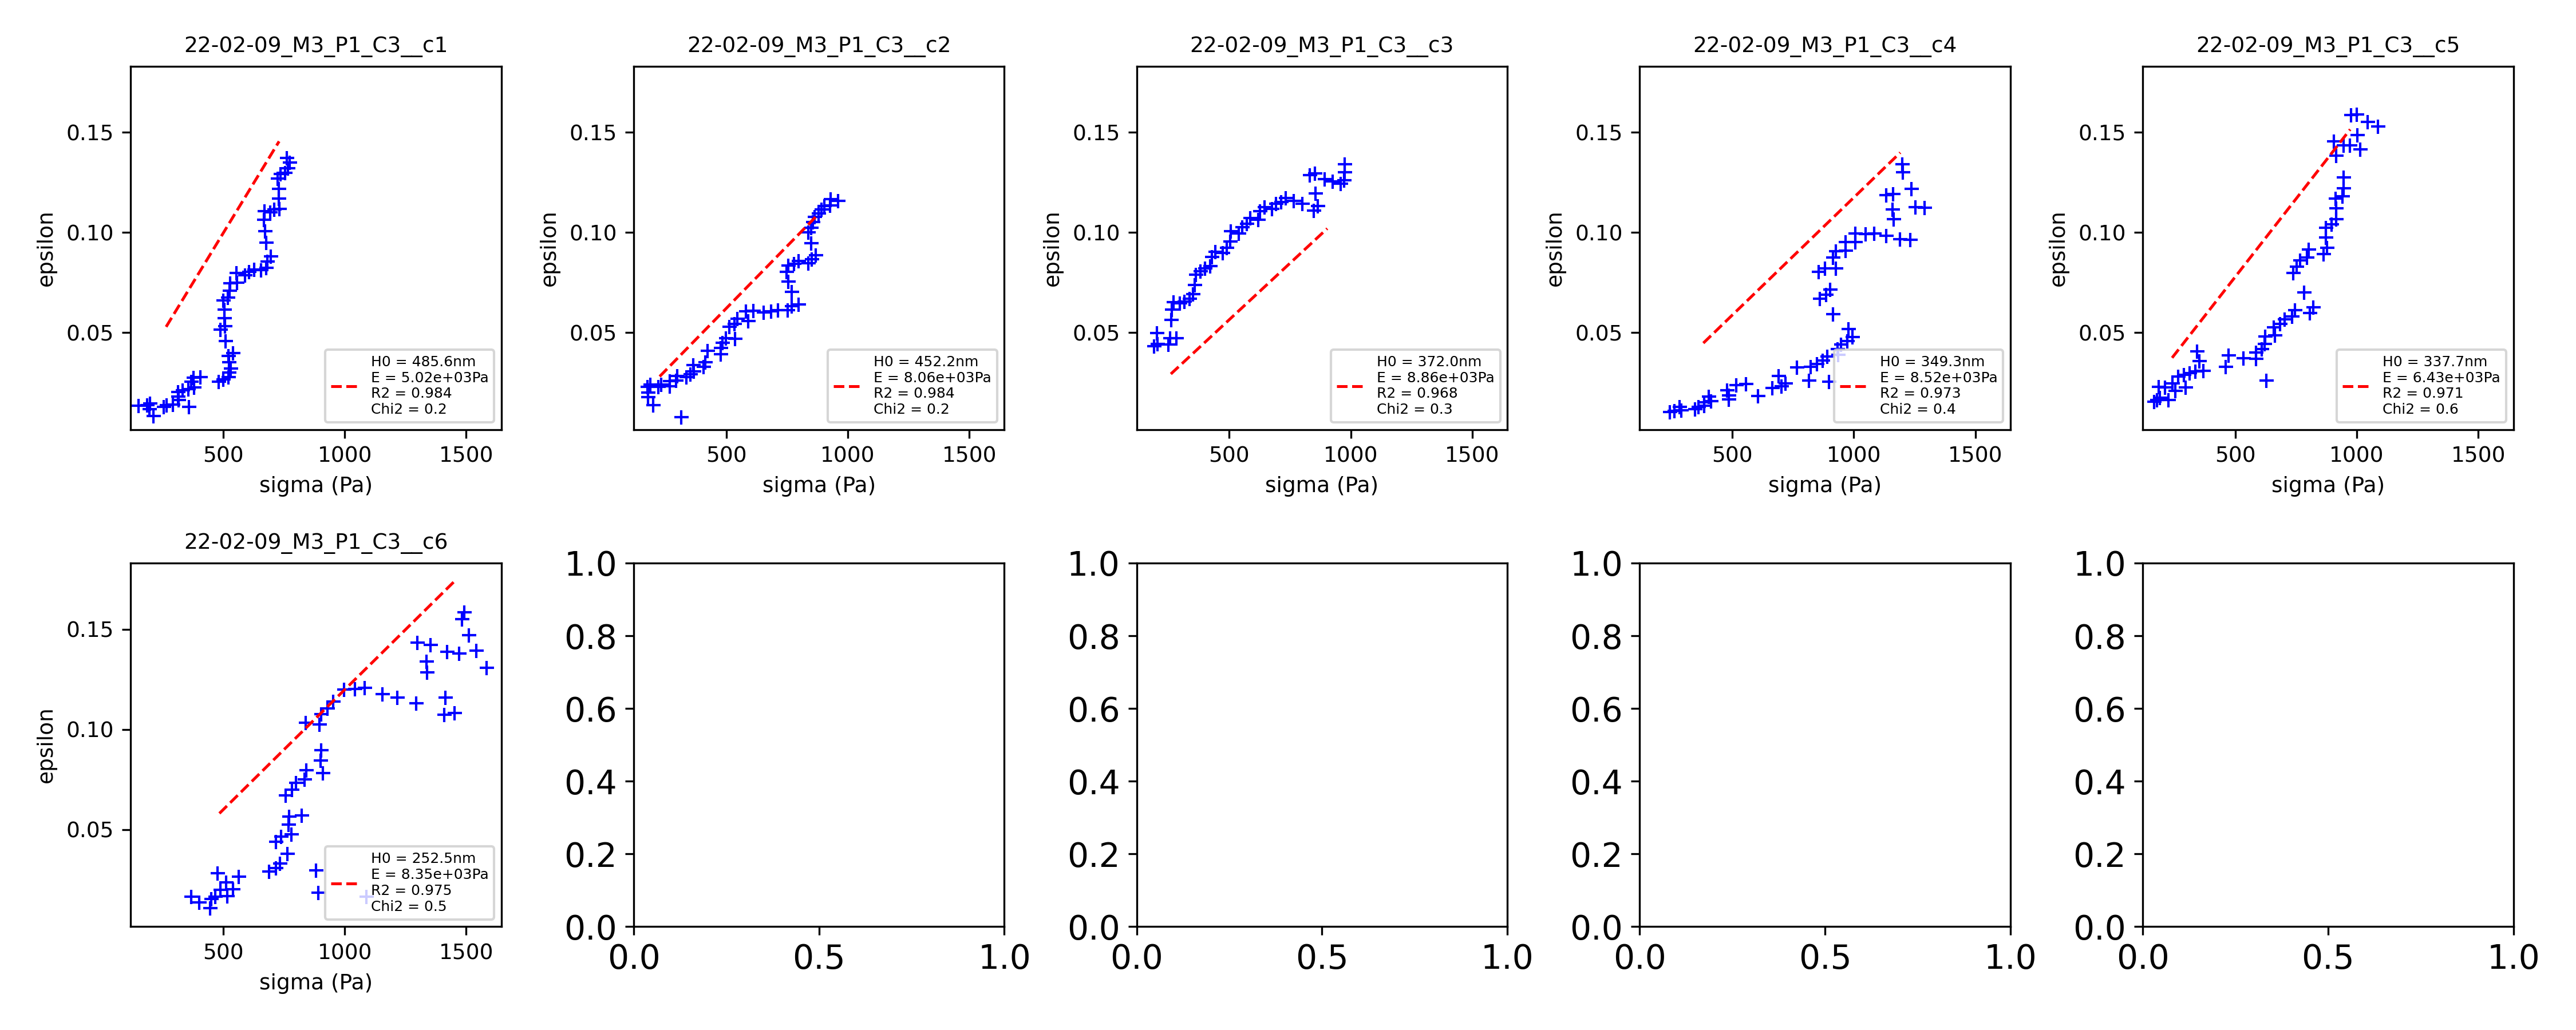 22-02-09_M3_P1_C3__c1
22-02-09_M3_P1_C3__c2
22-02-09_M3_P1_C3__c3
22-02-09_M3_P1_C3__c4
22-02-09_M3_P1_C3__c5
epsilon
0.15
0.10
0.05
H0 = 485.6nm
E = 5.02e+03Pa
R2 = 0.984
Chi2 = 0.2
500
1000
1500
sigma (Pa)
epsilon
0.15
0.10
0.05
H0 = 452.2nm
E = 8.06e+03Pa
R2 = 0.984
Chi2 = 0.2
500
1000
1500
sigma (Pa)
epsilon
0.15
0.10
0.05
H0 = 372.0nm
E = 8.86e+03Pa
R2 = 0.968
Chi2 = 0.3
500
1000
1500
sigma (Pa)
epsilon
0.15
0.10
0.05
H0 = 349.3nm
E = 8.52e+03Pa
R2 = 0.973
Chi2 = 0.4
500
1000
1500
sigma (Pa)
epsilon
0.15
0.10
0.05
H0 = 337.7nm
E = 6.43e+03Pa
R2 = 0.971
Chi2 = 0.6
500
1000
1500
sigma (Pa)
22-02-09_M3_P1_C3__c6
epsilon
0.15
0.10
0.05
H0 = 252.5nm
E = 8.35e+03Pa
R2 = 0.975
Chi2 = 0.5
500
1000
1500
sigma (Pa)
1.0
0.8
0.6
0.4
0.2
0.0
0.0
0.5
1.0
1.0
0.8
0.6
0.4
0.2
0.0
0.0
0.5
1.0
1.0
0.8
0.6
0.4
0.2
0.0
0.0
0.5
1.0
1.0
0.8
0.6
0.4
0.2
0.0
0.0
0.5
1.0